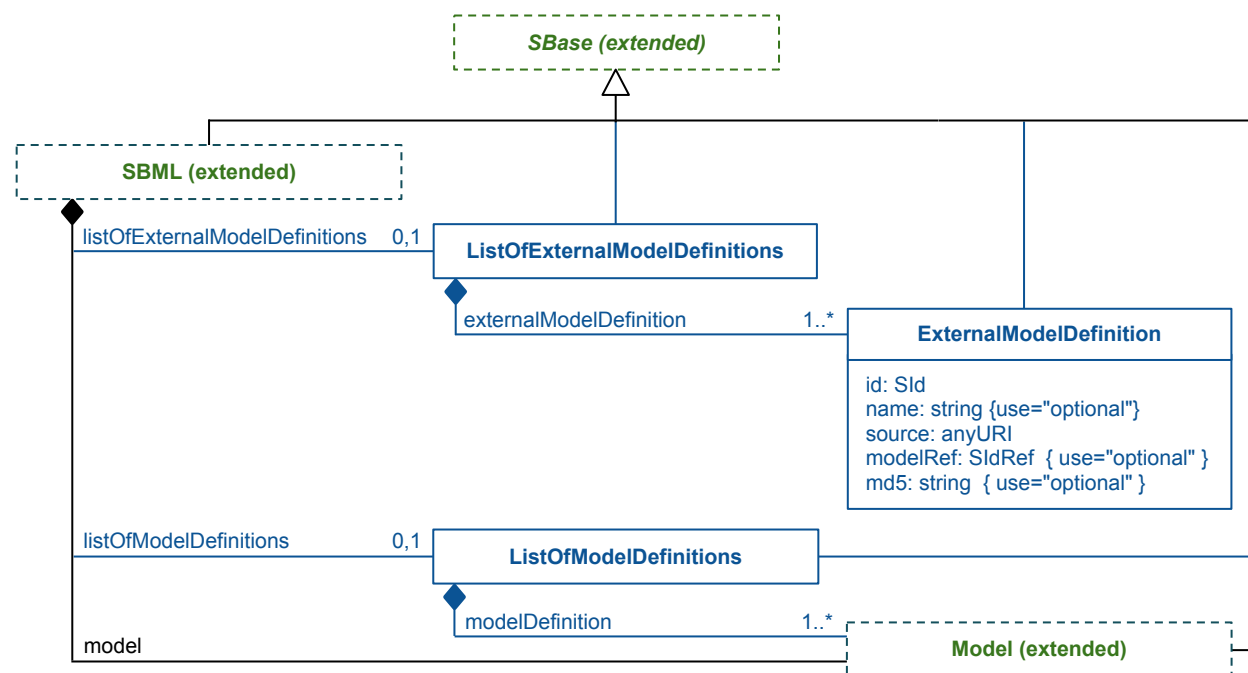 SBase (extended)
SBML (extended)
listOfExternalModelDefinitions 0,1
ListOfExternalModelDefinitions
externalModelDefinition 1..*
ExternalModelDefinition
id: SId
name: string {use="optional"}
source: anyURI
modelRef: SIdRef { use="optional" }
md5: string { use="optional" }
listOfModelDefinitions 0,1
ListOfModelDefinitions
modelDefinition 1..*
model
Model (extended)